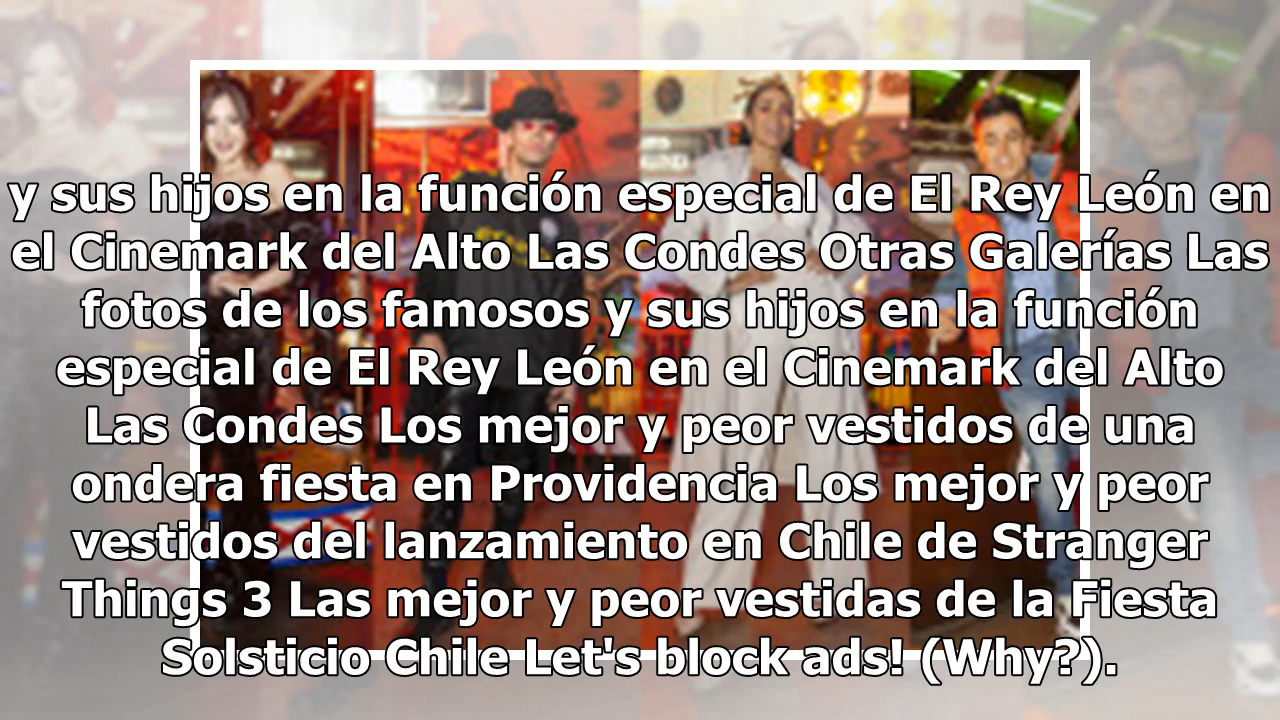 y sus hijos en la función especial de El Rey León en
el Cinemark del Alto Las Condes Otras Galerías Las
fotos de los famosos y sus hijos en la función
especial de El Rey León en el Cinemark del Alto
Las Condes Los mejor y peor vestidos de una
ondera fiesta en Providencia Los mejor y peor
vestidos del lanzamiento en Chile de Stranger
Things 3 Las mejor y peor vestidas de la Fiesta
Solsticio Chile Let's block ads! (Why?).